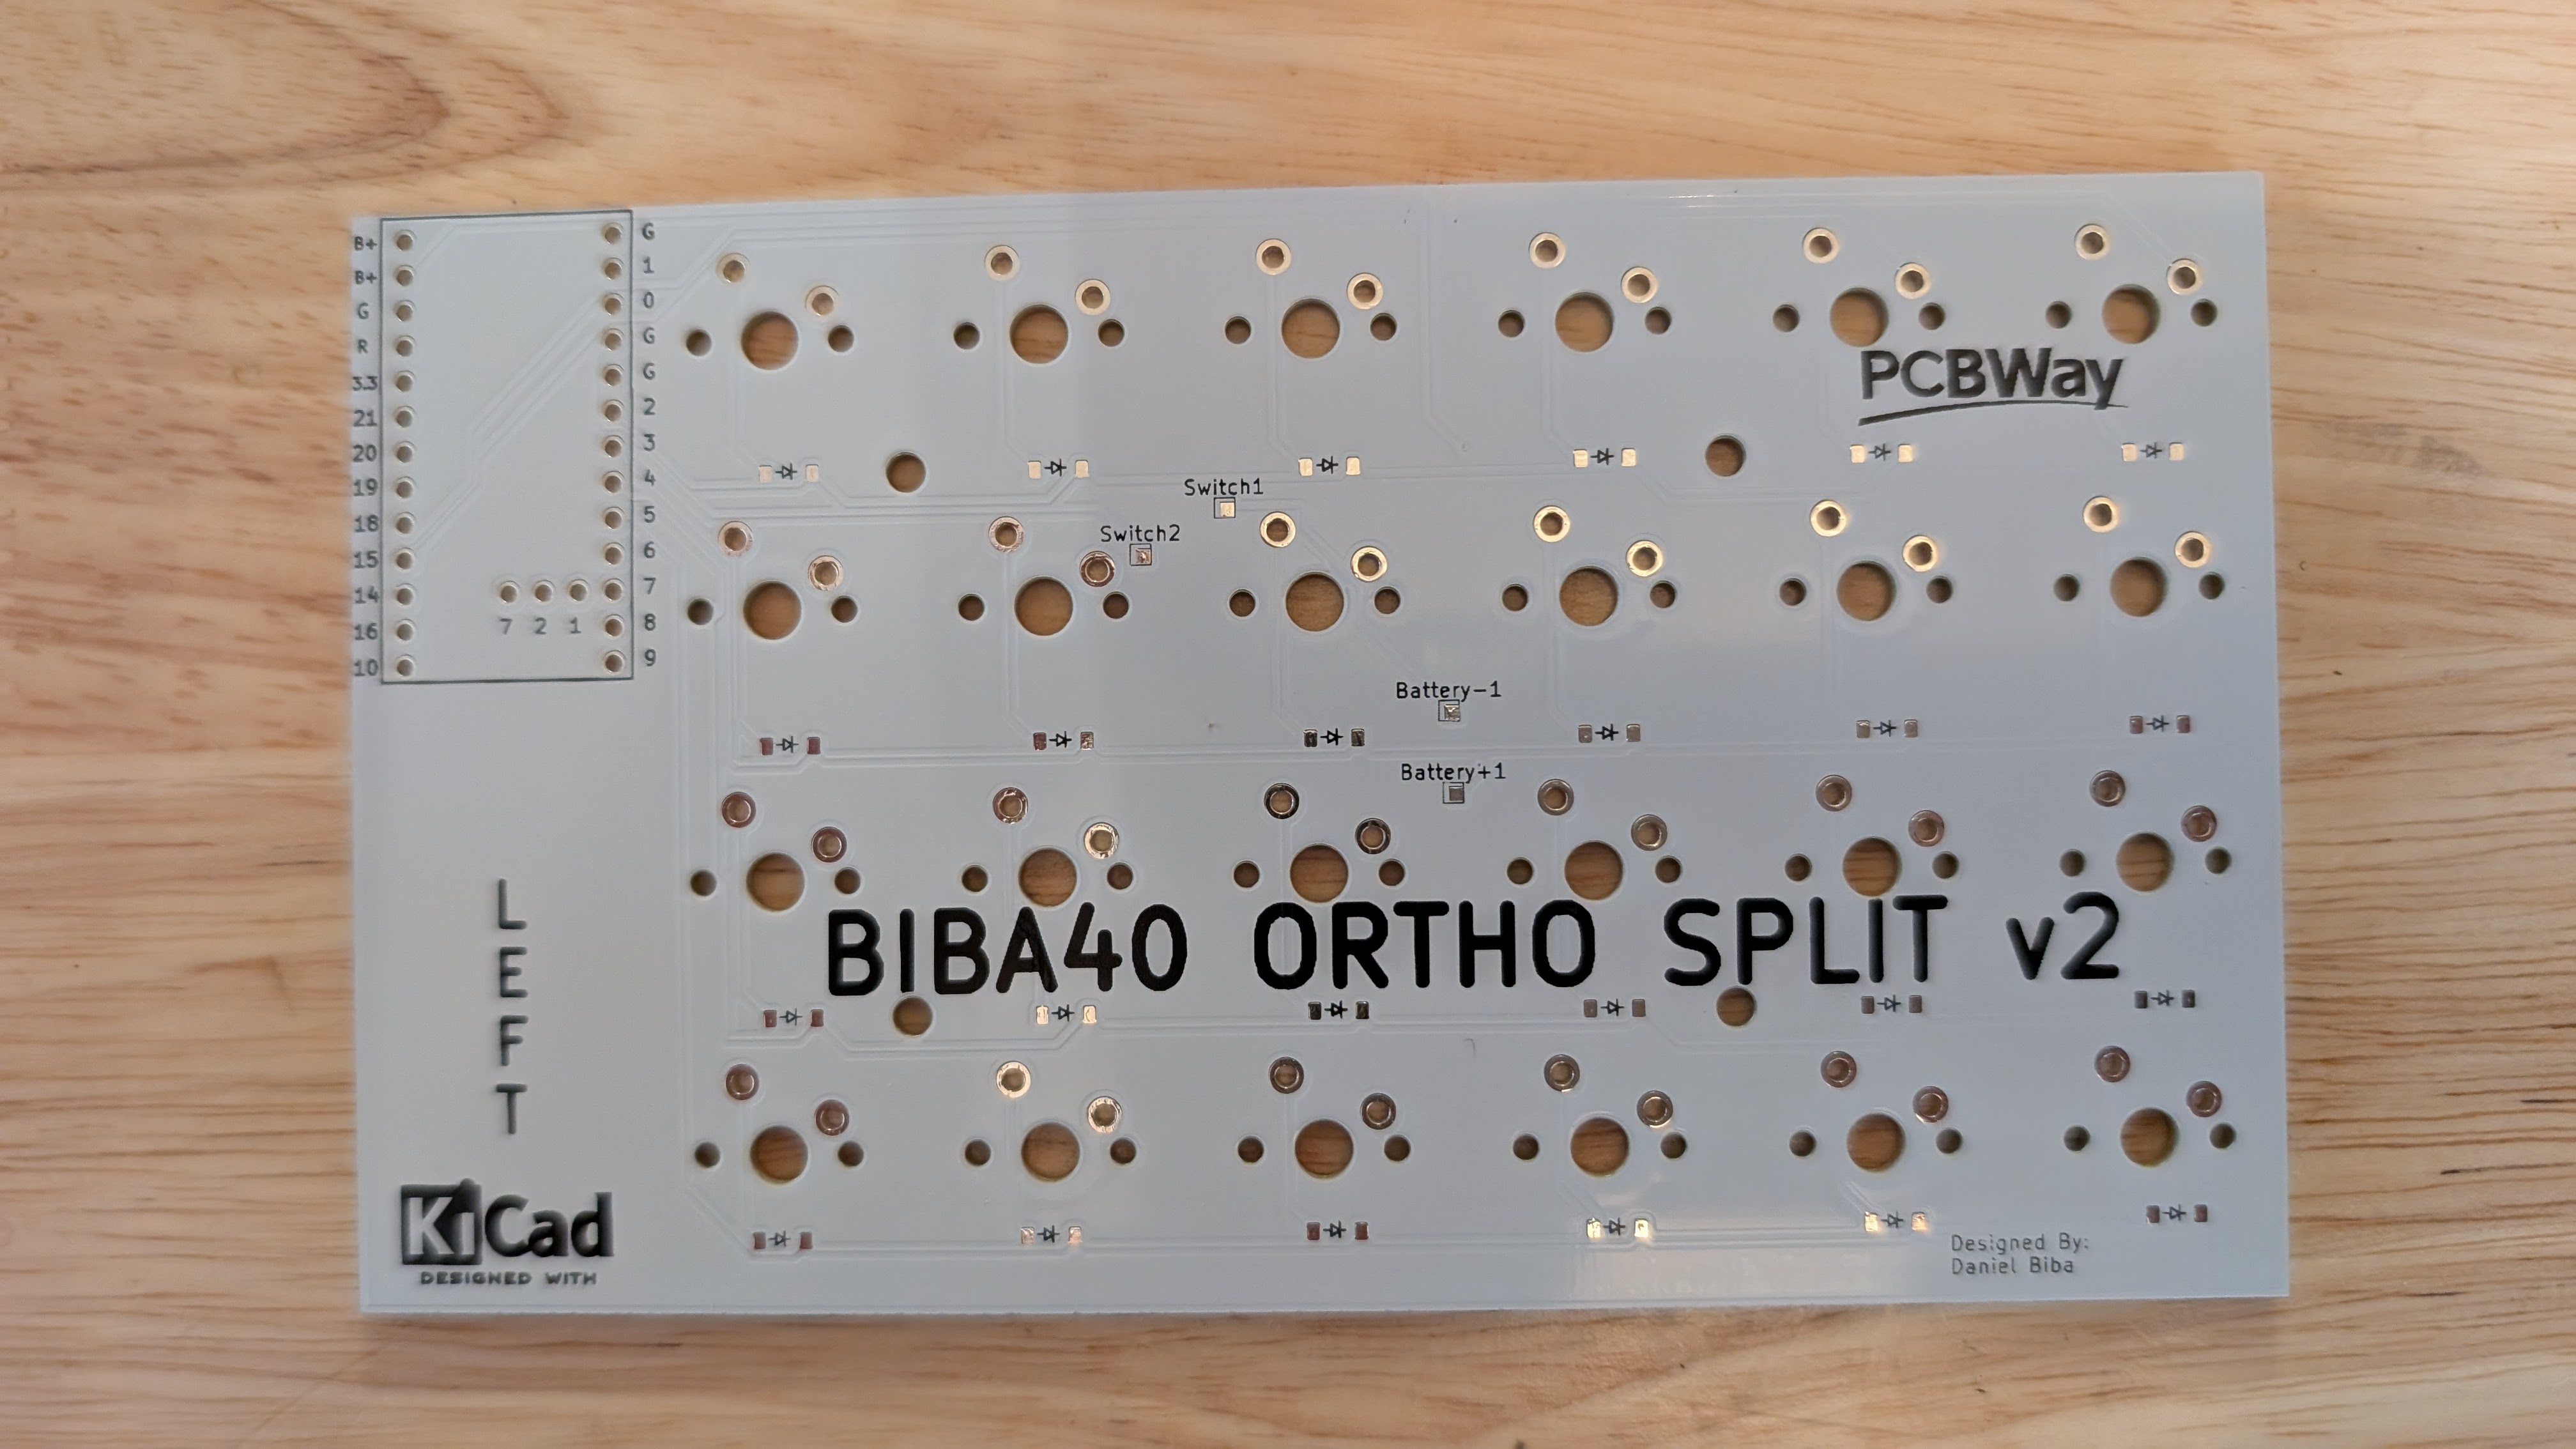 B+
B+
G
R
3.3
21
20
19
18
15
14
16
10
G
1
0
G
G
2
3
4
5
6
7
8
9
7 2 1
PCBWay
Switch1
Switch2
Battery-1
Battery+1
BIBA40 ORTHO SPLIT v2
L
E
F
T
KiCad
DESIGNED WITH
Designed By:
Daniel Biba